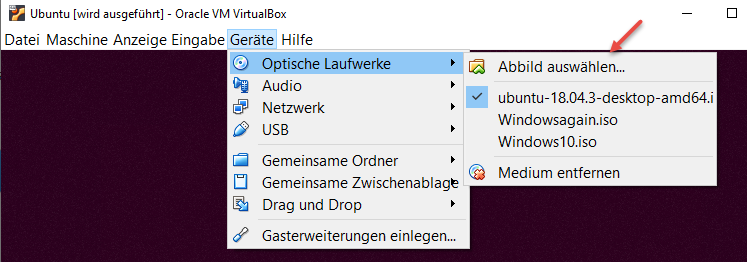 Ubuntu [wird ausgeführt] - Oracle VM VirtualBox
Datei Maschine Anzeige Eingabe Geräte Hilfe
Optische Laufwerke
Audio
Netzwerk
USB
Gemeinsame Ordner
Gemeinsame Zwischenablage
Drag und Drop
Gasterweiterungen einlegen...
Abbild auswählen...
ubuntu-18.04.3-desktop-amd64.i
Windowsagain.iso
Windows10.iso
Medium entfernen